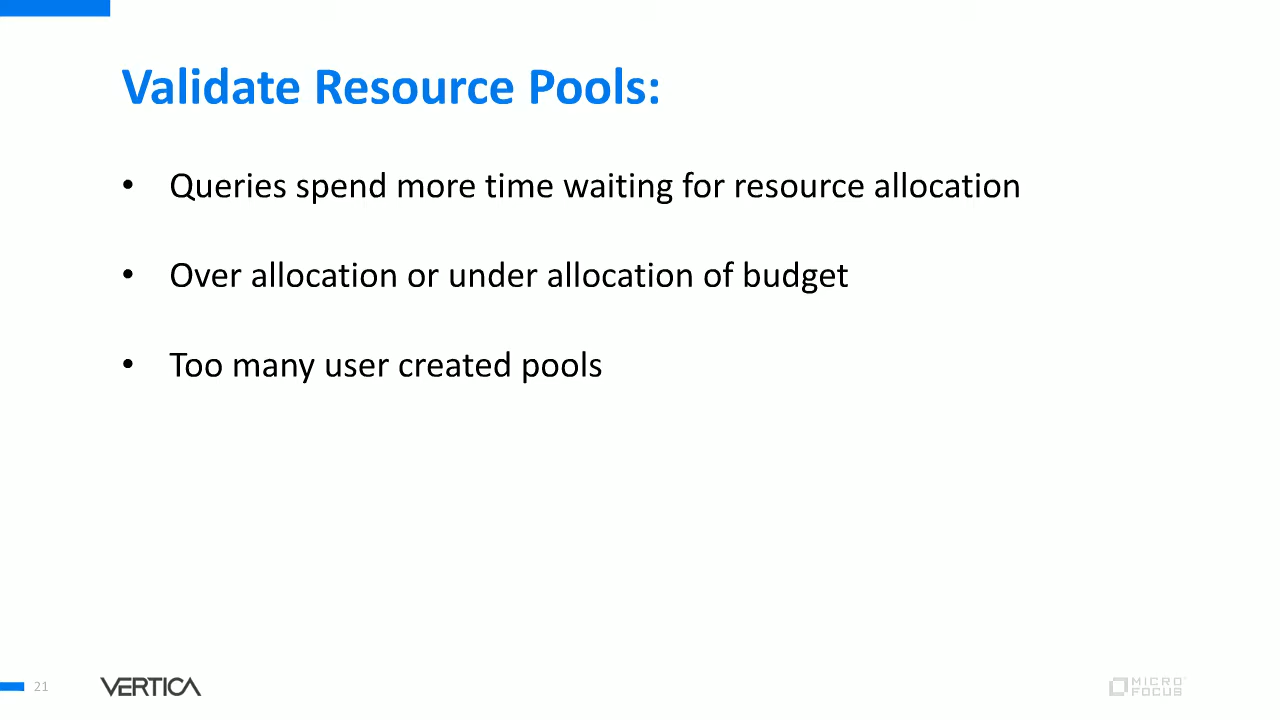 Validate Resource Pools:
• Queries spend more time waiting for resource allocation
• Over allocation or under allocation of budget
• Too many user created pools
21
VERTICA
MICRO
FOCUS